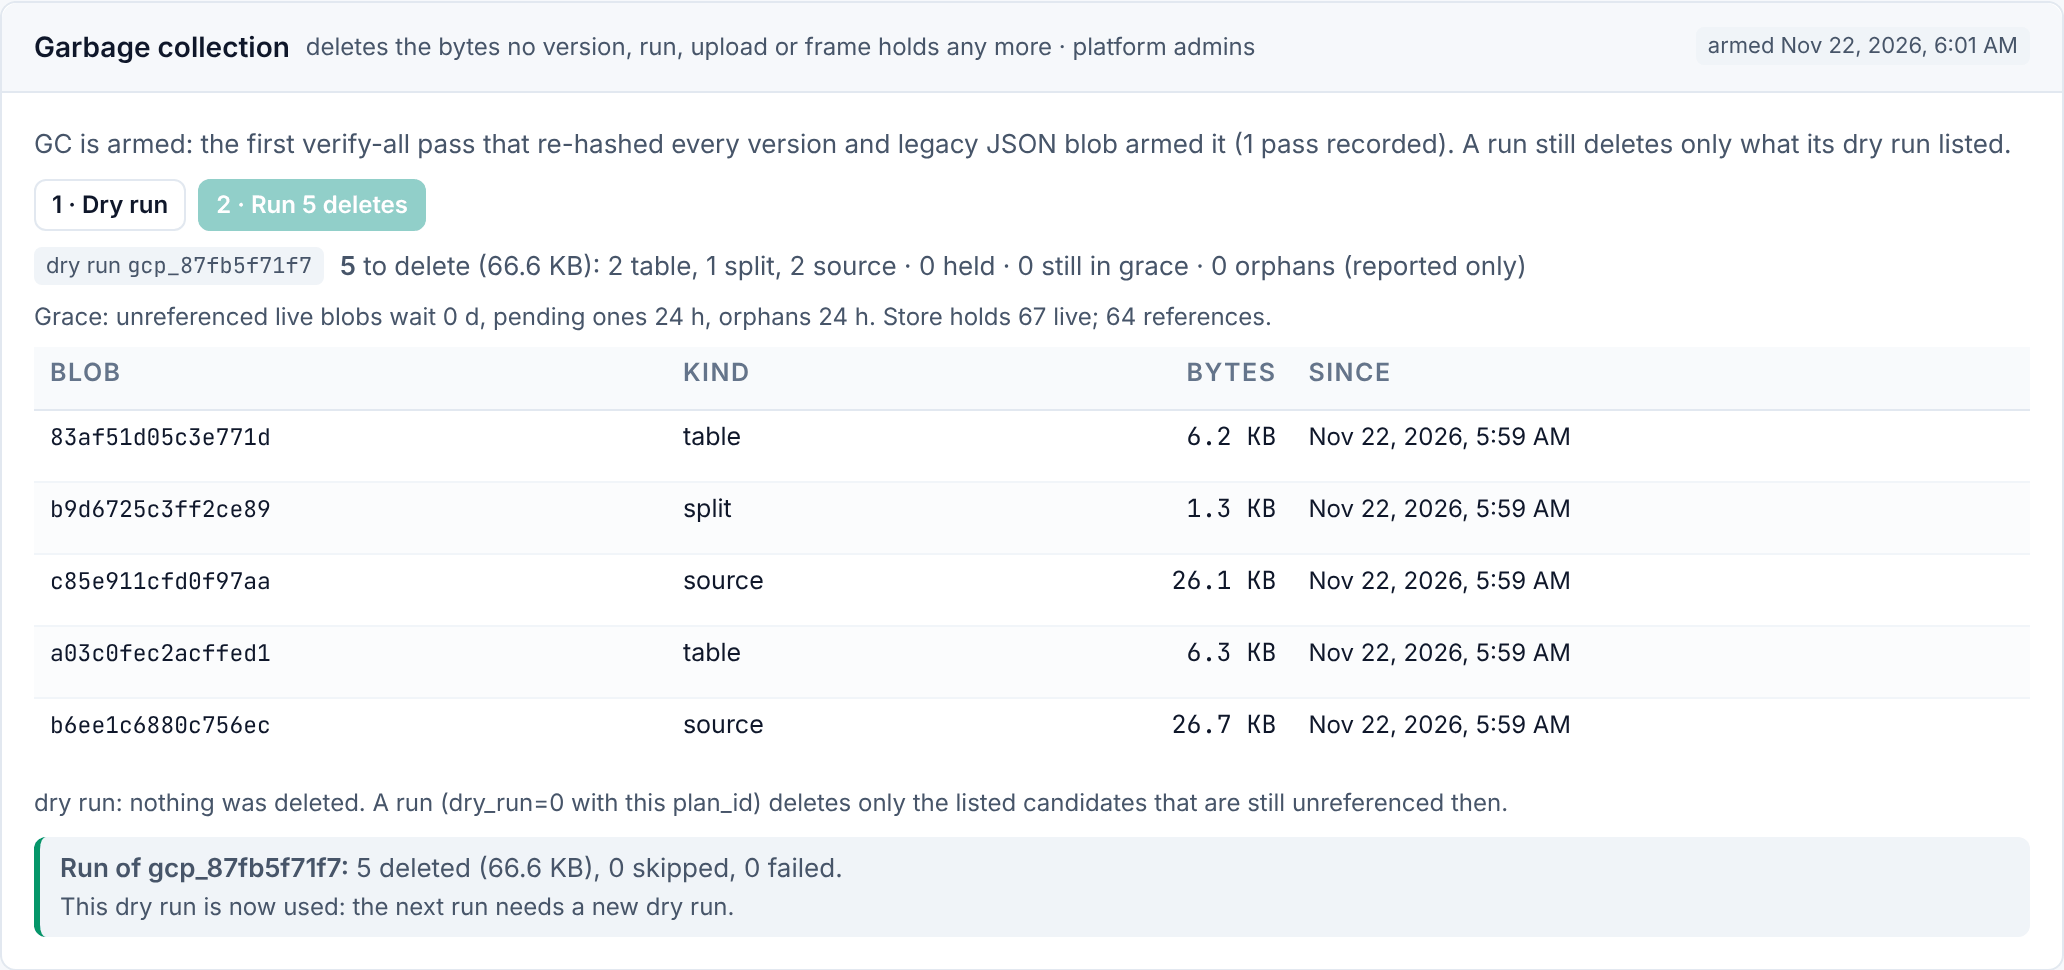 Garbage collection deletes the bytes no version, run, upload or frame holds any more · platform admins armed Nov 22, 2026, 6:01 AM
GC is armed: the first verify-all pass that re-hashed every version and legacy JSON blob armed it (1 pass recorded). A run still deletes only what its dry run listed.
1 · Dry run 2 · Run 5 deletes
dry run gcp_87fb5f71f7 5 to delete (66.6 KB): 2 table, 1 split, 2 source · 0 held · 0 still in grace · 0 orphans (reported only)
Grace: unreferenced live blobs wait 0 d, pending ones 24 h, orphans 24 h. Store holds 67 live; 64 references.
BLOB KIND BYTES SINCE
83af51d05c3e771d table 6.2 KB Nov 22, 2026, 5:59 AM
b9d6725c3ff2ce89 split 1.3 KB Nov 22, 2026, 5:59 AM
c85e911cfd0f97aa source 26.1 KB Nov 22, 2026, 5:59 AM
a03c0fec2acffed1 table 6.3 KB Nov 22, 2026, 5:59 AM
b6ee1c6880c756ec source 26.7 KB Nov 22, 2026, 5:59 AM
dry run: nothing was deleted. A run (dry_run=0 with this plan_id) deletes only the listed candidates that are still unreferenced then.
Run of gcp_87fb5f71f7: 5 deleted (66.6 KB), 0 skipped, 0 failed.
This dry run is now used: the next run needs a new dry run.